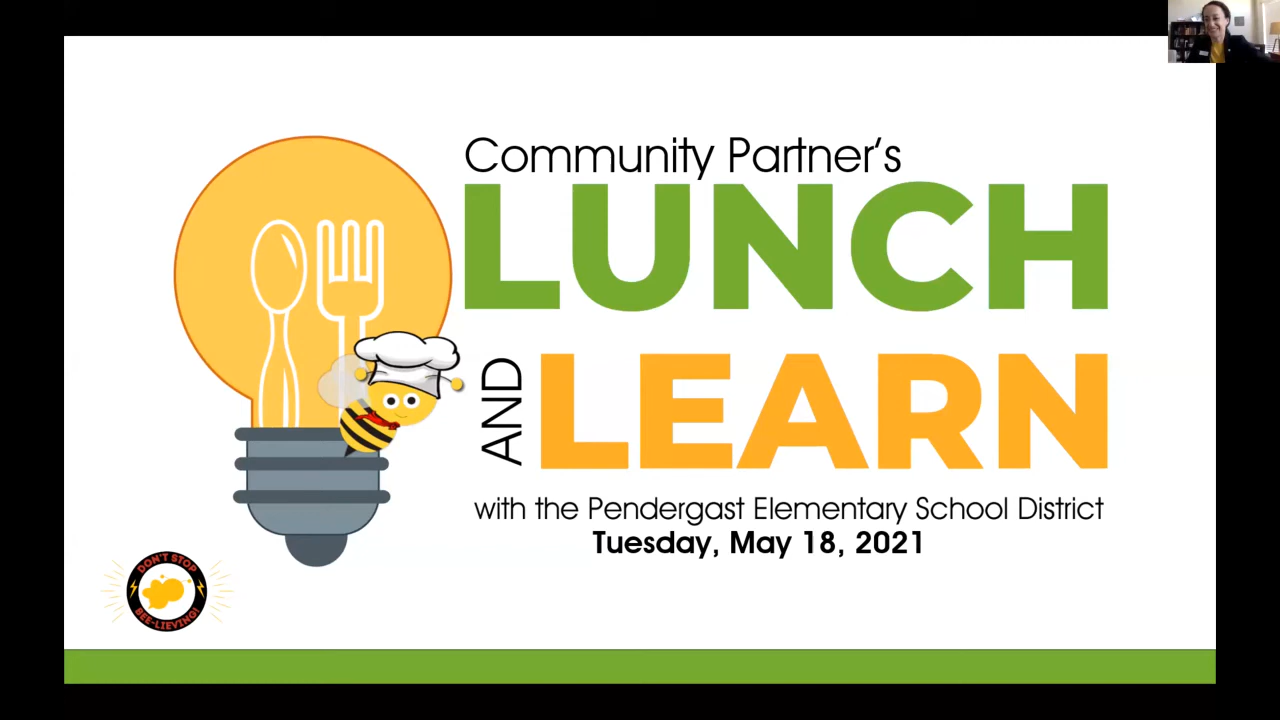 Community Partner's
LUNCH
AND
LEARN
with the Pendergast Elementary School District
Tuesday, May 18, 2021
DON'T STOP
BEE-LIEVING!